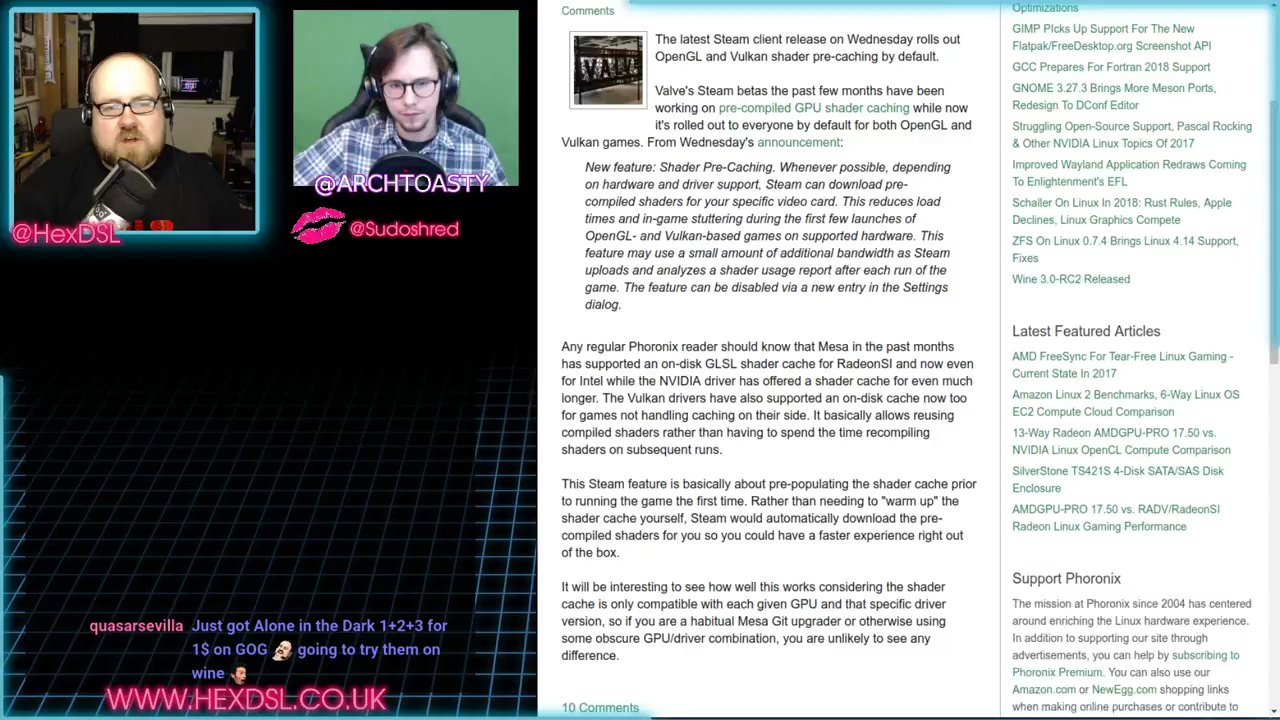 @ARCHTOASTY
@HexDSL
@Sudoshred
quasarsevilla Just got Alone in the Dark 1+2+3 for
1$ on GOG going to try them on
wine
WWW.HEXDSL.CO.UK
Comments
The latest Steam client release on Wednesday rolls out
OpenGL and Vulkan shader pre-caching by default.
Valve's Steam betas the past few months have been
working on pre-compiled GPU shader caching while now
it's rolled out to everyone by default for both OpenGL and
Vulkan games. From Wednesday's announcement:
New feature: Shader Pre-Caching. Whenever possible, depending
on hardware and driver support, Steam can download pre-
compiled shaders for your specific video card. This reduces load
times and in-game stuttering during the first few launches of
OpenGL- and Vulkan-based games on supported hardware. This
feature may use a small amount of additional bandwidth as Steam
uploads and analyzes a shader usage report after each run of the
game. The feature can be disabled via a new entry in the Settings
dialog.
Any regular Phoronix reader should know that Mesa in the past months
has supported an on-disk GLSL shader cache for RadeonSI and now even
for Intel while the NVIDIA driver has offered a shader cache for even much
longer. The Vulkan drivers have also supported an on-disk cache now too
for games not handling caching on their side. It basically allows reusing
compiled shaders rather than having to spend the time recompiling
shaders on subsequent runs.
This Steam feature is basically about pre-populating the shader cache prior
to running the game the first time. Rather than needing to "warm up" the
shader cache yourself, Steam would automatically download the pre-
compiled shaders for you so you could have a faster experience right out
of the box.
It will be interesting to see how well this works considering the shader
cache is only compatible with each given GPU and that specific driver
version, so if you are a habitual Mesa Git upgrader or otherwise using
some obscure GPU/driver combination, you are unlikely to see any
difference.
10 Comments
Optimizations
GIMP PIcks Up Support For The New
Flatpak/FreeDesktop.org Screenshot API
GCC Prepares For Fortran 2018 Support
GNOME 3.27.3 Brings More Meson Ports,
Redesign To DConf Editor
Struggling Open-Source Support, Pascal Rocking
& Other NVIDIA Linux Topics Of 2017
Improved Wayland Application Redraws Coming
To Enlightenment's EFL
Schaller On Linux In 2018: Rust Rules, Apple
Declines, Linux Graphics Compete
ZFS On Linux 0.7.4 Brings Linux 4.14 Support,
Fixes
Wine 3.0-RC2 Released
Latest Featured Articles
AMD FreeSync For Tear-Free Linux Gaming -
Current State In 2017
Amazon Linux 2 Benchmarks, 6-Way Linux OS
EC2 Compute Cloud Comparison
13-Way Radeon AMDGPU-PRO 17.50 vs.
NVIDIA Linux OpenCL Compute Comparison
SilverStone TS421S 4-Disk SATA/SAS Disk
Enclosure
AMDGPU-PRO 17.50 vs. RADV/RadeonSI
Radeon Linux Gaming Performance
Support Phoronix
The mission at Phoronix since 2004 has centered
around enriching the Linux hardware experience.
In addition to supporting our site through
advertisements, you can help by subscribing to
Phoronix Premium. You can also use our
Amazon.com or NewEgg.com shopping links
when making online purchases or contribute to